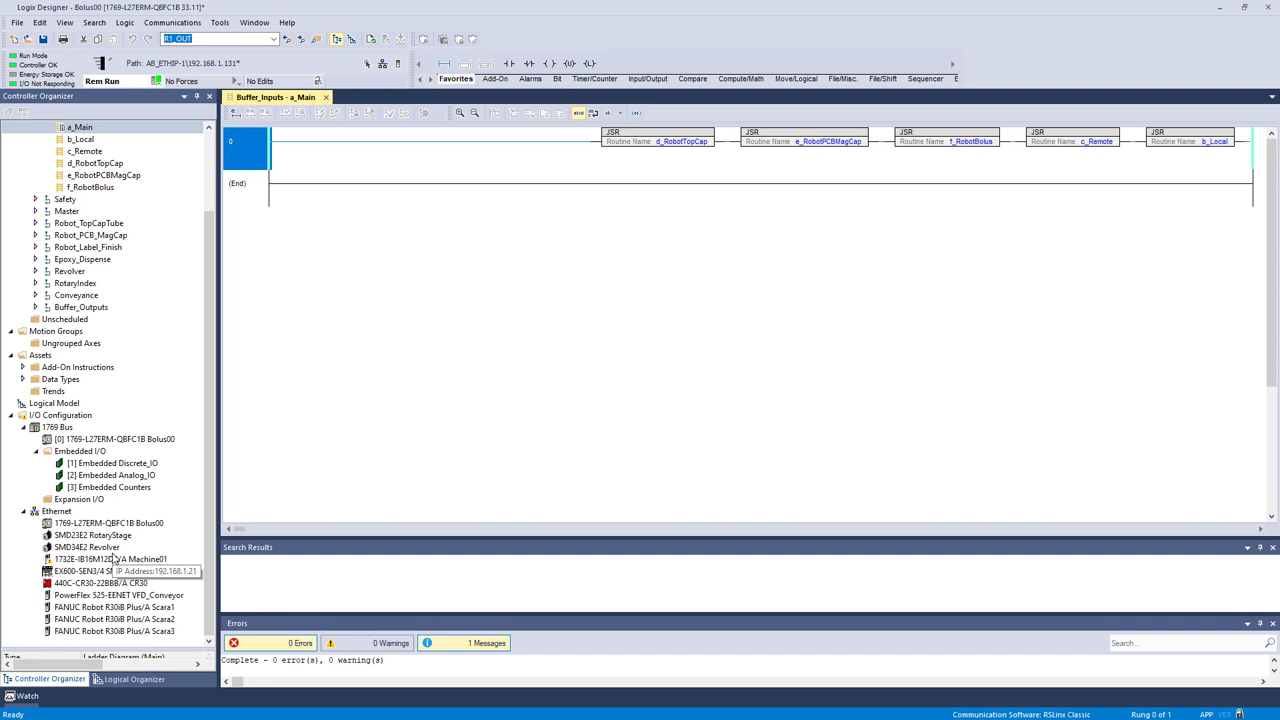 Logix Designer - Bolus00 [1769-L27ERM-QBFC1B 33.11]*
File Edit View Search Logic Communications Tools Window Help
R1_OUT
Run Mode
Controller OK
Energy Storage OK
I/O Not Responding
Path: AB_ETHIP-1\192.168.1.131*
Rem Run No Forces No Edits
Favorites Add-On Alarms Bit Timer/Counter Input/Output Compare Compute/Math Move/Logical File/Misc. File/Shift Sequencer
Controller Organizer
a_Main
b_Local
c_Remote
d_RobotTopCap
e_RobotPCBMagCap
f_RobotBolus
Safety
Master
Robot_TopCapTube
Robot_PCB_MagCap
Robot_Label_Finish
Epoxy_Dispense
Revolver
RotaryIndex
Conveyance
Buffer_Outputs
Unscheduled
Motion Groups
Ungrouped Axes
Assets
Add-On Instructions
Data Types
Trends
Logical Model
I/O Configuration
1769 Bus
[0] 1769-L27ERM-QBFC1B Bolus00
Embedded I/O
[1] Embedded Discrete_IO
[2] Embedded Analog_IO
[3] Embedded Counters
Expansion I/O
Ethernet
1769-L27ERM-QBFC1B Bolus00
SMD23E2 RotaryStage
SMD34E2 Revolver
1732E-IB16M12D /A Machine01
EX600-SEN3/4 IP Address:192.168.1.21
440C-CR30-22BBB/A CR30
PowerFlex 525-EENET VFD_Conveyor
FANUC Robot R30iB Plus/A Scara1
FANUC Robot R30iB Plus/A Scara2
FANUC Robot R30iB Plus/A Scara3
Type Ladder Diagram (Main)
Controller Organizer Logical Organizer
Buffer_Inputs - a_Main
0
JSR
Routine Name d_RobotTopCap
JSR
Routine Name e_RobotPCBMagCap
JSR
Routine Name f_RobotBolus
JSR
Routine Name c_Remote
JSR
Routine Name b_Local
(End)
Search Results
Errors
0 Errors 0 Warnings 1 Messages Search...
Complete - 0 error(s), 0 warning(s)
Watch
Ready Communication Software: RSLinx Classic Rung 0 of 1 APP VER